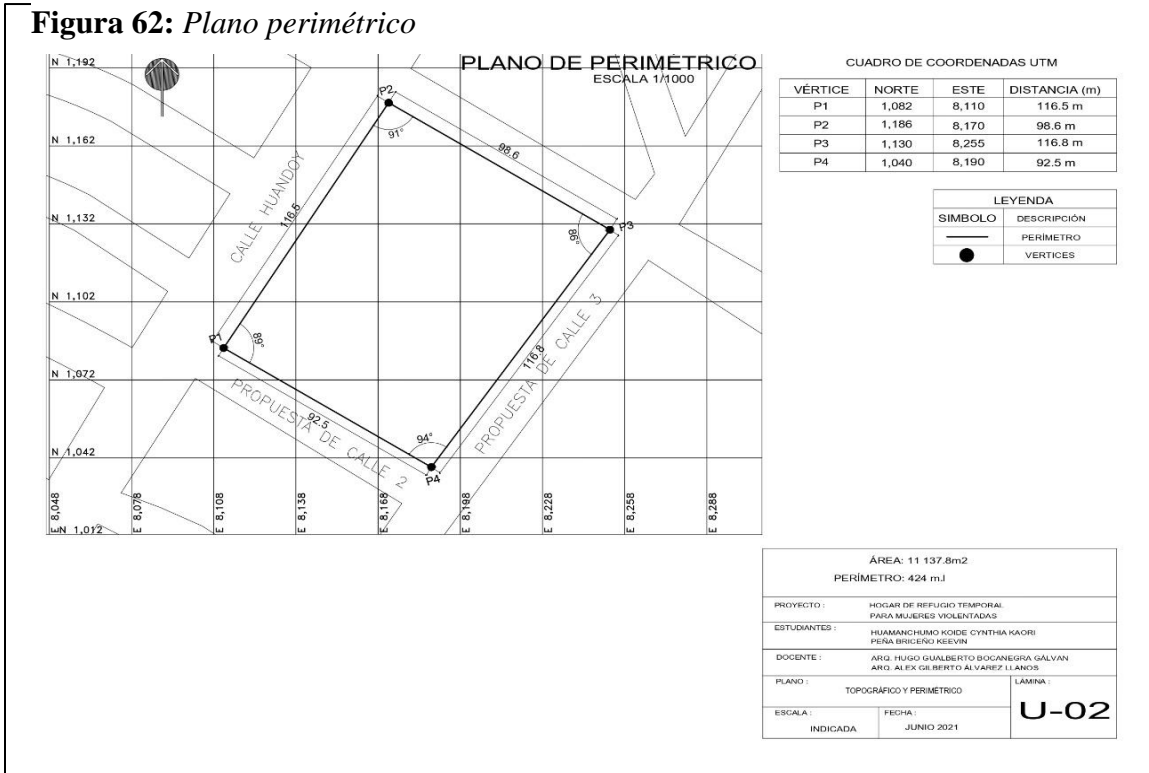 Figura 62: Plano perimétrico
PLANO DE PERIMETRICO
ESCALA 1/1000
N 1,192
N 1,162
N 1,132
N 1,102
N 1,072
N 1,042
N 1,012
E 8,048
E 8,078
E 8,108
E 8,138
E 8,168
E 8,198
E 8,228
E 8,258
E 8,288
P2
91°
98.6
CALLE HUANDOY
116.5
P3
86°
P1
89°
116.8
PROPUESTA DE CALLE 3
92.5
PROPUESTA DE CALLE 2
94°
P4
CUADRO DE COORDENADAS UTM
VÉRTICE NORTE ESTE DISTANCIA (m)
P1 1,082 8,110 116.5 m
P2 1,186 8,170 98.6 m
P3 1,130 8,255 116.8 m
P4 1,040 8,190 92.5 m
LEYENDA
SIMBOLO DESCRIPCIÓN
PERÍMETRO
VERTICES
ÁREA: 11 137.8m2
PERÍMETRO: 424 m.l
PROYECTO : HOGAR DE REFUGIO TEMPORAL
PARA MUJERES VIOLENTADAS
ESTUDIANTES : HUAMANCHUMO KOIDE CYNTHIA KAORI
PEÑA BRICEÑO KEEVIN
DOCENTE : ARQ. HUGO GUALBERTO BOCANEGRA GÁLVAN
ARQ. ALEX GILBERTO ÁLVAREZ LLANOS
PLANO : TOPOGRÁFICO Y PERIMÉTRICO
LÁMINA :
U-02
ESCALA : INDICADA
FECHA : JUNIO 2021